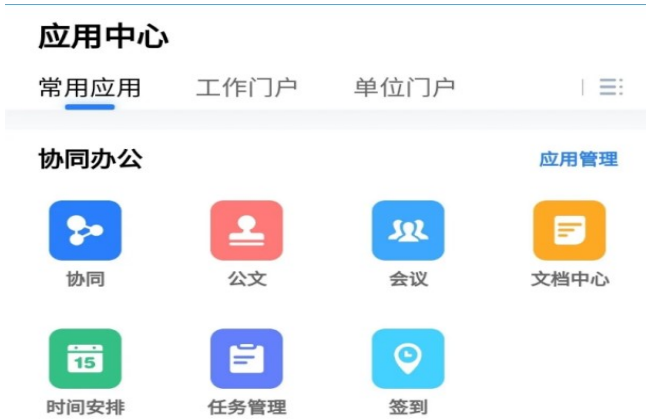 应用中心
常用应用 工作门户 单位门户
协同办公 应用管理
协同 公文 会议 文档中心
15
时间安排 任务管理 签到